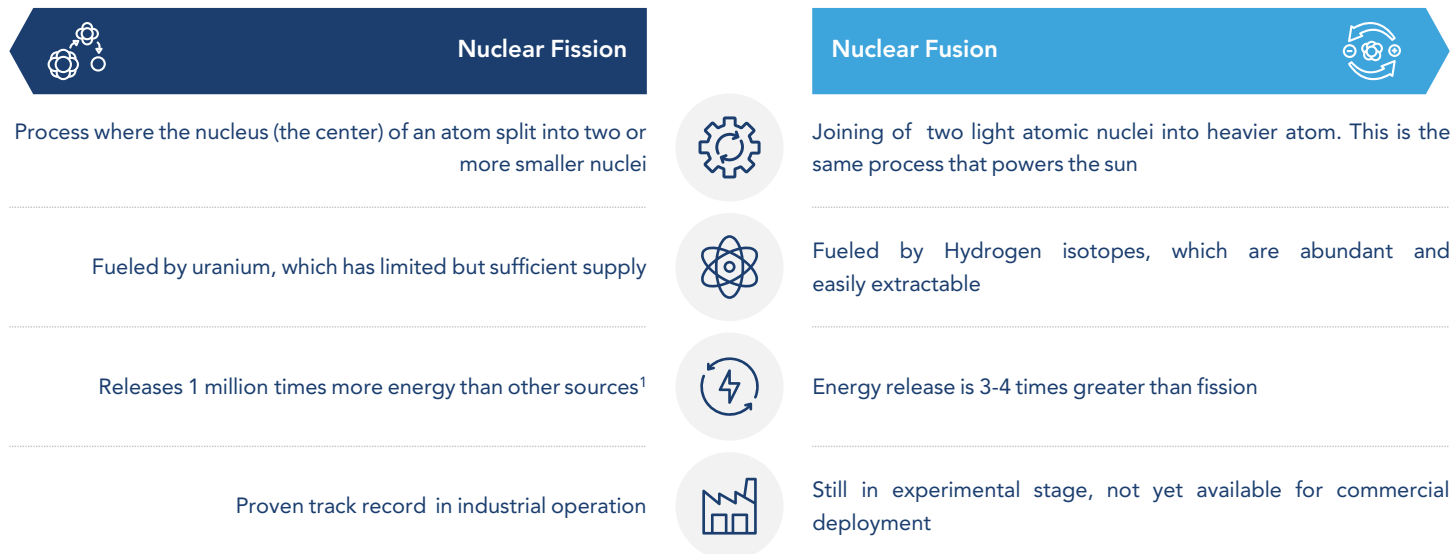 Nuclear Fission
Nuclear Fusion
Process where the nucleus (the center) of an atom split into two or
more smaller nuclei
Joining of two light atomic nuclei into heavier atom. This is the
same process that powers the sun
Fueled by uranium, which has limited but sufficient supply
Fueled by Hydrogen isotopes, which are abundant and
easily extractable
Releases 1 million times more energy than other sources¹
Energy release is 3-4 times greater than fission
Proven track record in industrial operation
Still in experimental stage, not yet available for commercial
deployment